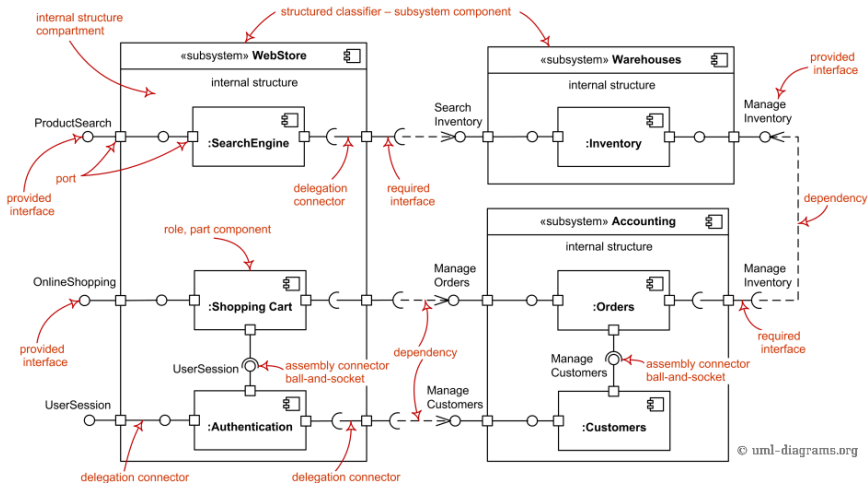 structured classifier – subsystem component
internal structure
compartment
«subsystem» WebStore
internal structure
«subsystem» Warehouses
internal structure
provided
interface
ProductSearch
:SearchEngine
Search
Inventory
:Inventory
Manage
Inventory
port
provided
interface
delegation
connector
required
interface
dependency
role, part component
«subsystem» Accounting
internal structure
OnlineShopping
:Shopping Cart
Manage
Orders
:Orders
Manage
Inventory
provided
interface
dependency
required
interface
UserSession
assembly connector
ball-and-socket
Manage
Customers
assembly connector
ball-and-socket
UserSession
:Authentication
Manage
Customers
:Customers
© uml-diagrams.org
delegation connector
delegation connector